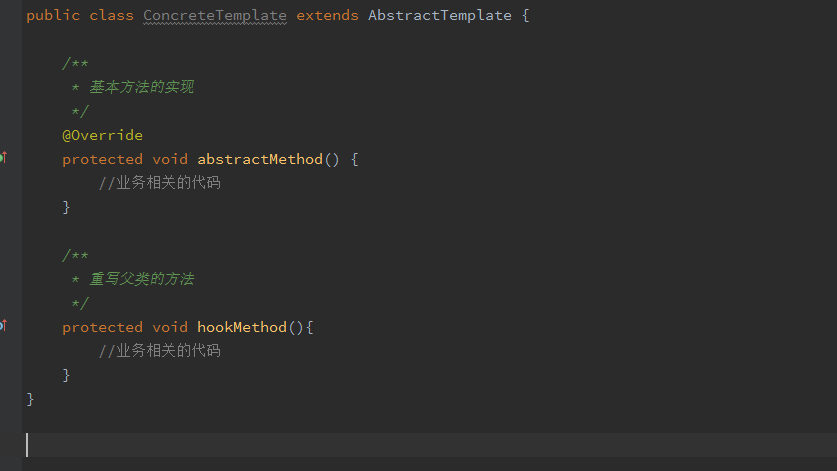 public class ConcreteTemplate extends AbstractTemplate {
/**
* 基本方法的实现
*/
@Override
protected void abstractMethod() {
//业务相关的代码
}
/**
* 重写父类的方法
*/
protected void hookMethod(){
//业务相关的代码
}
}